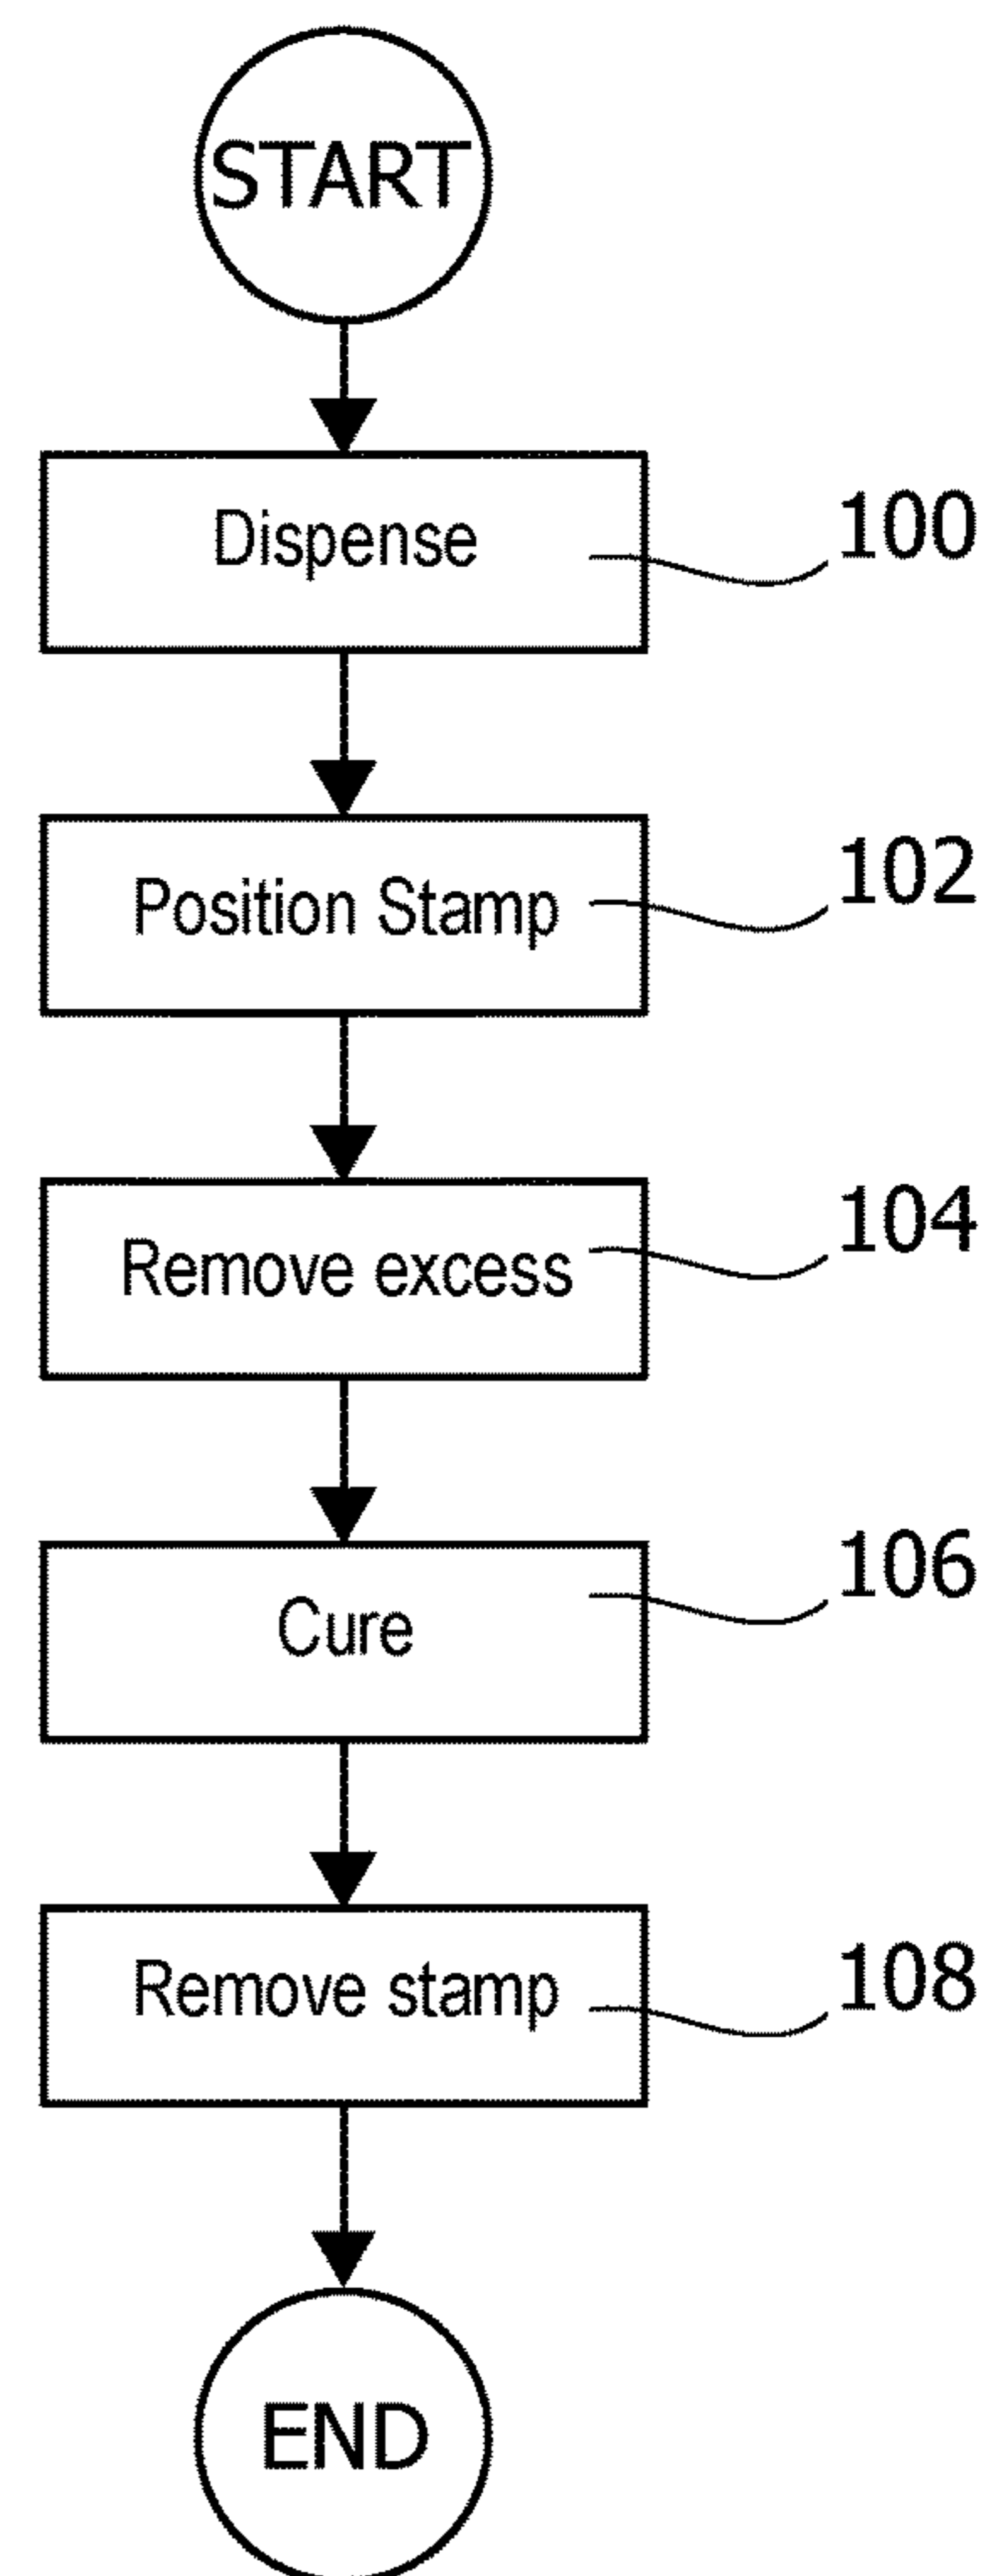 START
Dispense
100
Position Stamp
102
Remove excess
104
Cure
106
Remove stamp
108
END